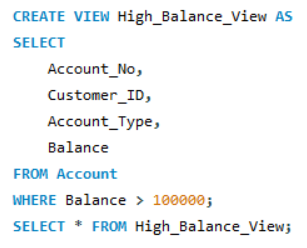 CREATE VIEW High_Balance_View AS
SELECT
    Account_No,
    Customer_ID,
    Account_Type,
    Balance
FROM Account
WHERE Balance > 100000;
SELECT * FROM High_Balance_View;